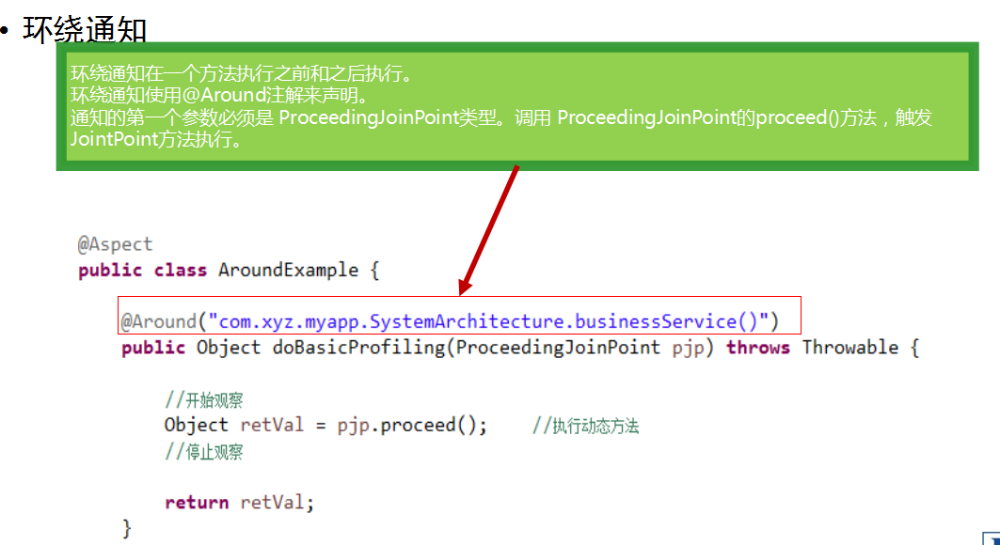 • 环绕通知
环绕通知在一个方法执行之前和之后执行。
环绕通知使用@Around注解来声明。
通知的第一个参数必须是 ProceedingJoinPoint类型。调用 ProceedingJoinPoint的proceed()方法，触发
JointPoint方法执行。
@Aspect
public class AroundExample {
@Around("com.xyz.myapp.SystemArchitecture.businessService()")
public Object doBasicProfiling(ProceedingJoinPoint pjp) throws Throwable {
//开始观察
Object retVal = pjp.proceed(); //执行动态方法
//停止观察
return retVal;
}